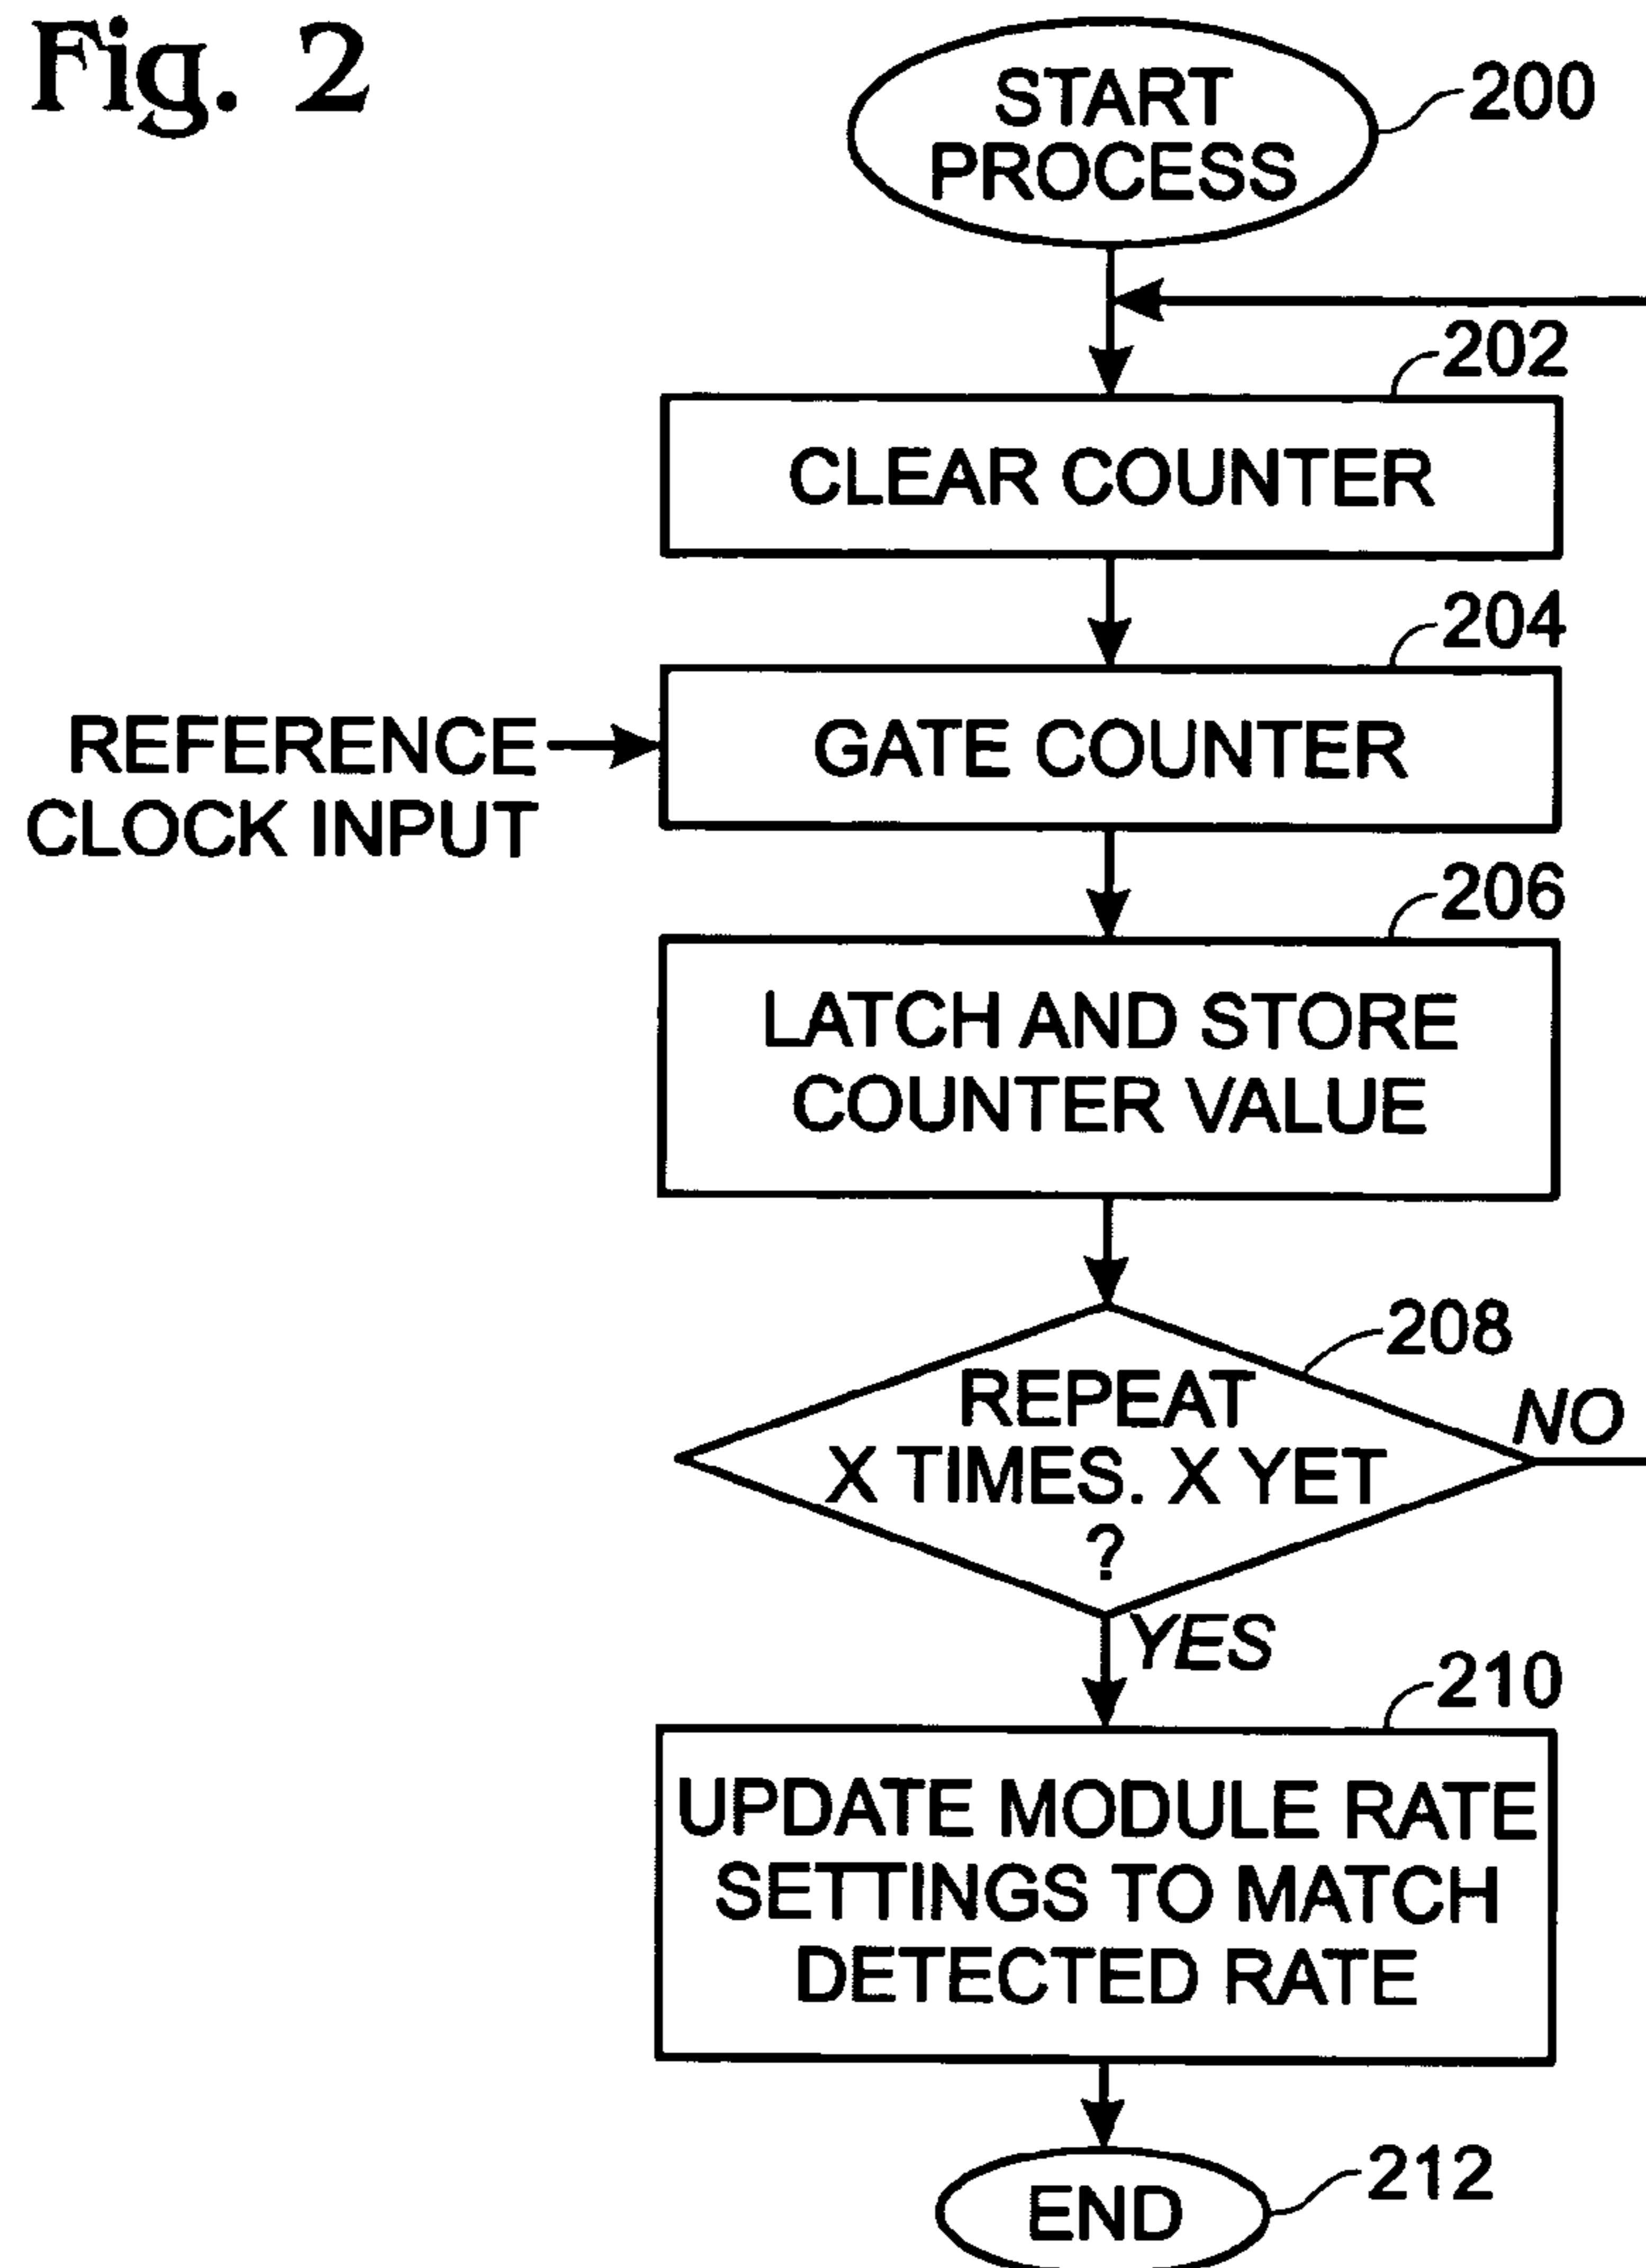 Fig. 2
START
PROCESS
200
202
CLEAR COUNTER
204
REFERENCE
CLOCK INPUT
GATE COUNTER
206
LATCH AND STORE
COUNTER VALUE
208
REPEAT
X TIMES. X YET
?
NO
YES
210
UPDATE MODULE RATE
SETTINGS TO MATCH
DETECTED RATE
212
END